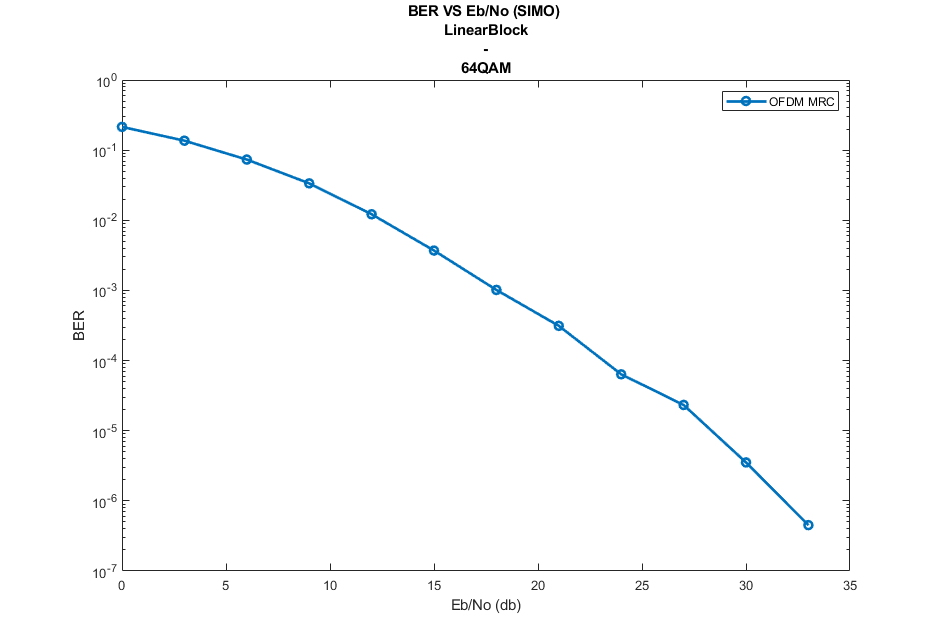 BER VS Eb/No (SIMO)
LinearBlock
-
64QAM
OFDM MRC
10^0
10^-1
10^-2
10^-3
10^-4
10^-5
10^-6
10^-7
BER
0 5 10 15 20 25 30 35
Eb/No (db)